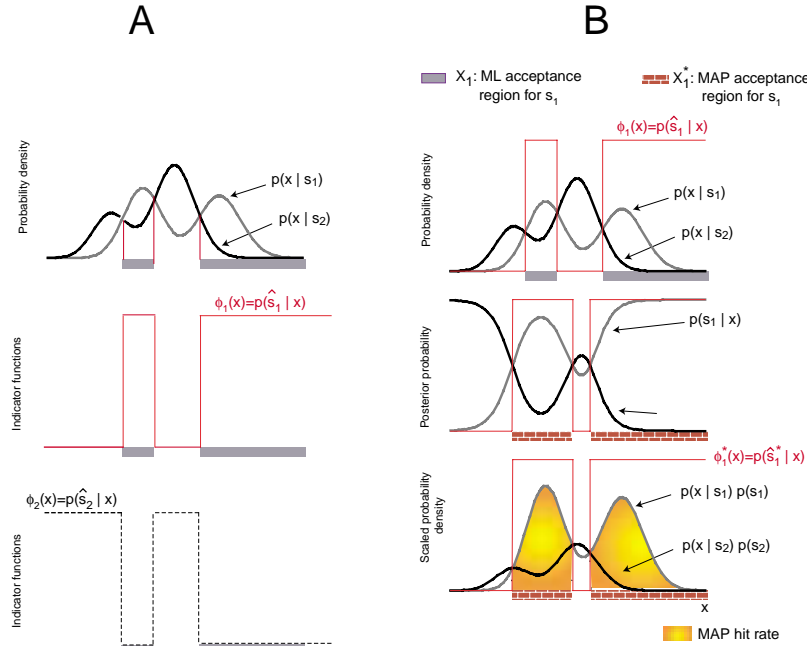 A
Probability density
p(x | s₁)
p(x | s₂)
ϕ₁(x)=p(ŝ₁ | x)
Indicator functions
ϕ₂(x)=p(ŝ₂ | x)
Indicator functions
B
X₁: ML acceptance
region for s₁
X₁*: MAP acceptance
region for s₁
ϕ₁(x)=p(ŝ₁ | x)
Probability density
p(x | s₁)
p(x | s₂)
Posterior probability
p(s₁ | x)
ϕ₁*(x)=p(ŝ₁* | x)
Scaled probability
density
p(x | s₁) p(s₁)
p(x | s₂) p(s₂)
x
MAP hit rate